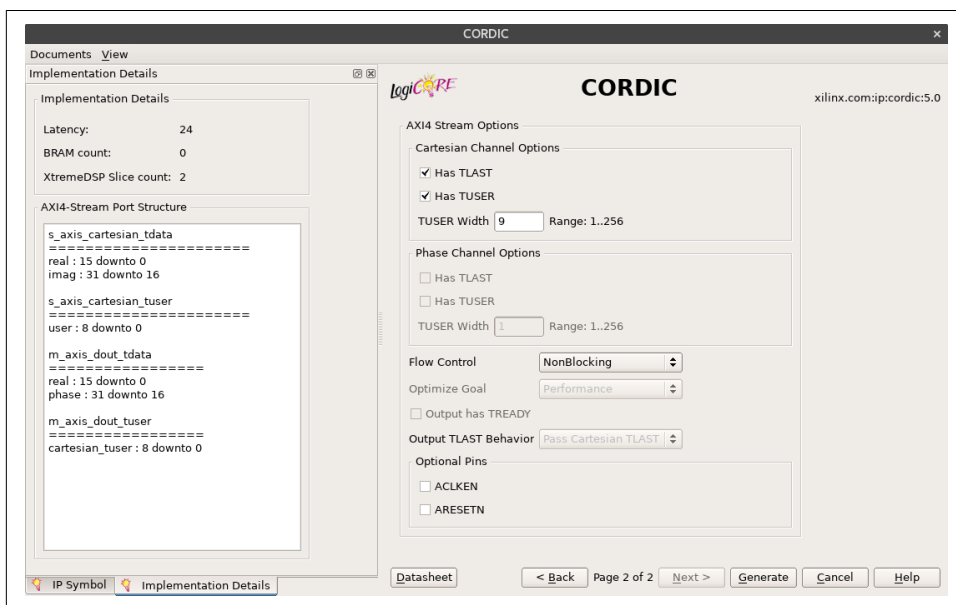 CORDIC
Documents View
Implementation Details
Implementation Details
Latency: 24
BRAM count: 0
XtremeDSP Slice count: 2
AXI4-Stream Port Structure
s_axis_cartesian_tdata
=======================
real : 15 downto 0
imag : 31 downto 16
s_axis_cartesian_tuser
=======================
user : 8 downto 0
m_axis_dout_tdata
=================
real : 15 downto 0
phase : 31 downto 16
m_axis_dout_tuser
=================
cartesian_tuser : 8 downto 0
IP Symbol
Implementation Details
LogiCORE
CORDIC
xilinx.com:ip:cordic:5.0
AXI4 Stream Options
Cartesian Channel Options
Has TLAST
Has TUSER
TUSER Width 9 Range: 1..256
Phase Channel Options
Has TLAST
Has TUSER
TUSER Width 1 Range: 1..256
Flow Control NonBlocking
Optimize Goal Performance
Output has TREADY
Output TLAST Behavior Pass Cartesian TLAST
Optional Pins
ACLKEN
ARESETN
Datasheet < Back Page 2 of 2 Next > Generate Cancel Help